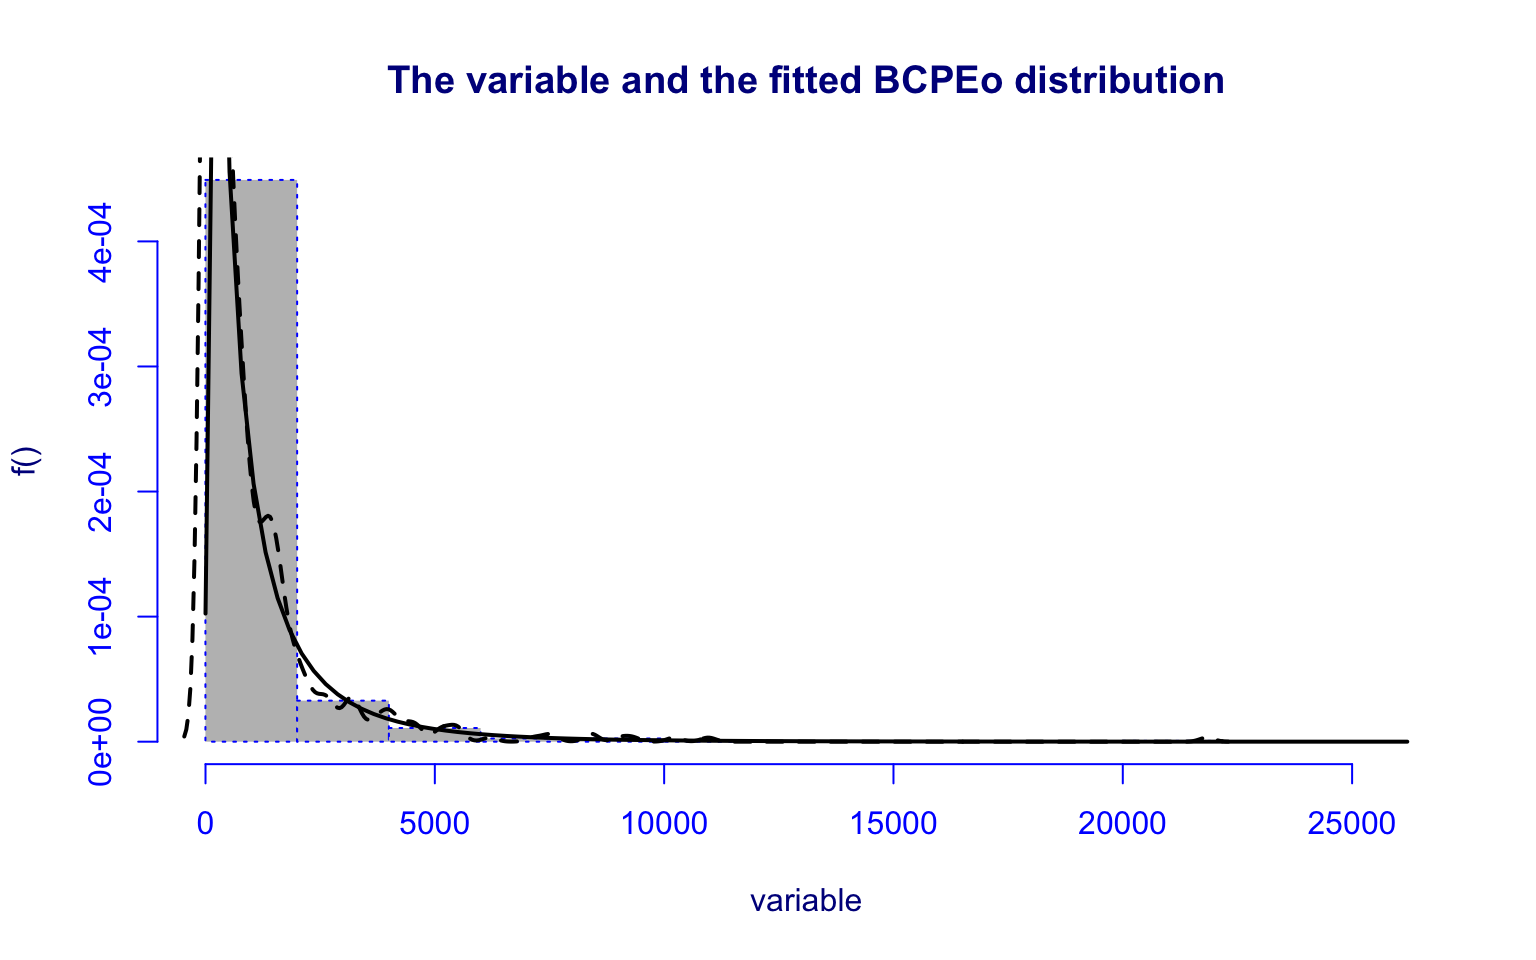 The variable and the fitted BCPEo distribution
f()
4e-04
3e-04
2e-04
1e-04
0e+00
0 5000 10000 15000 20000 25000
variable